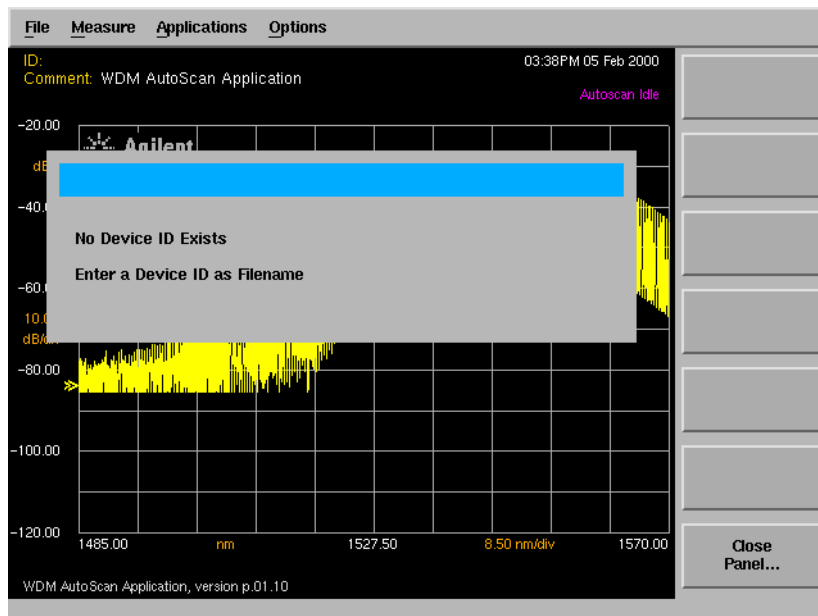 File Measure Applications Options
ID:
03:38PM 05 Feb 2000
Comment: WDM AutoScan Application
Autoscan Idle
-20.00
Agilent
No Device ID Exists
Enter a Device ID as Filename
-80.00
-100.00
-120.00
1485.00 nm 1527.50 8.50 nm/div 1570.00
Close
Panel...
WDM AutoScan Application, version p.01.10